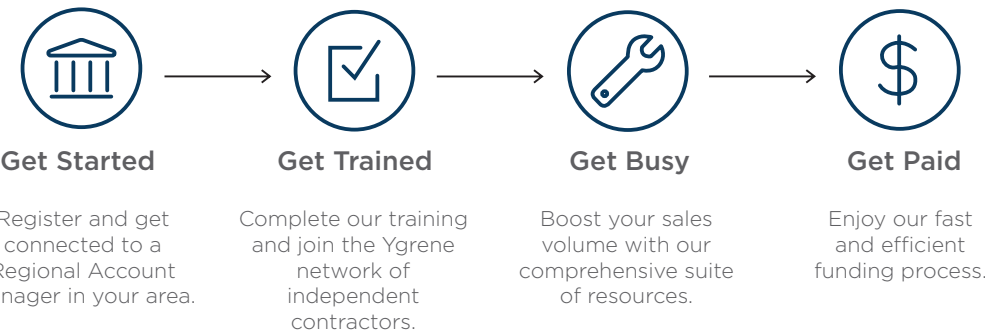 Get Started
Get Trained
Get Busy
Get Paid
Register and get
connected to a
Regional Account
nager in your area.
Complete our training
and join the Ygrene
network of
independent
contractors.
Boost your sales
volume with our
comprehensive suite
of resources.
Enjoy our fast
and efficient
funding process.